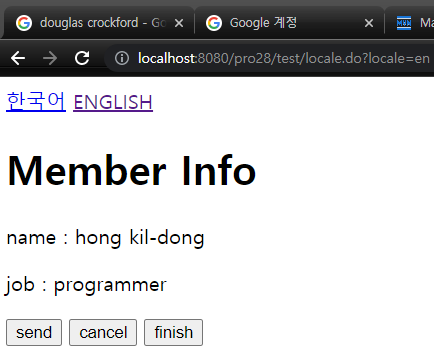 douglas crockford - Go
Google 계정
Ma
localhost:8080/pro28/test/locale.do?locale=en
한국어 ENGLISH
Member Info
name : hong kil-dong
job : programmer
send cancel finish